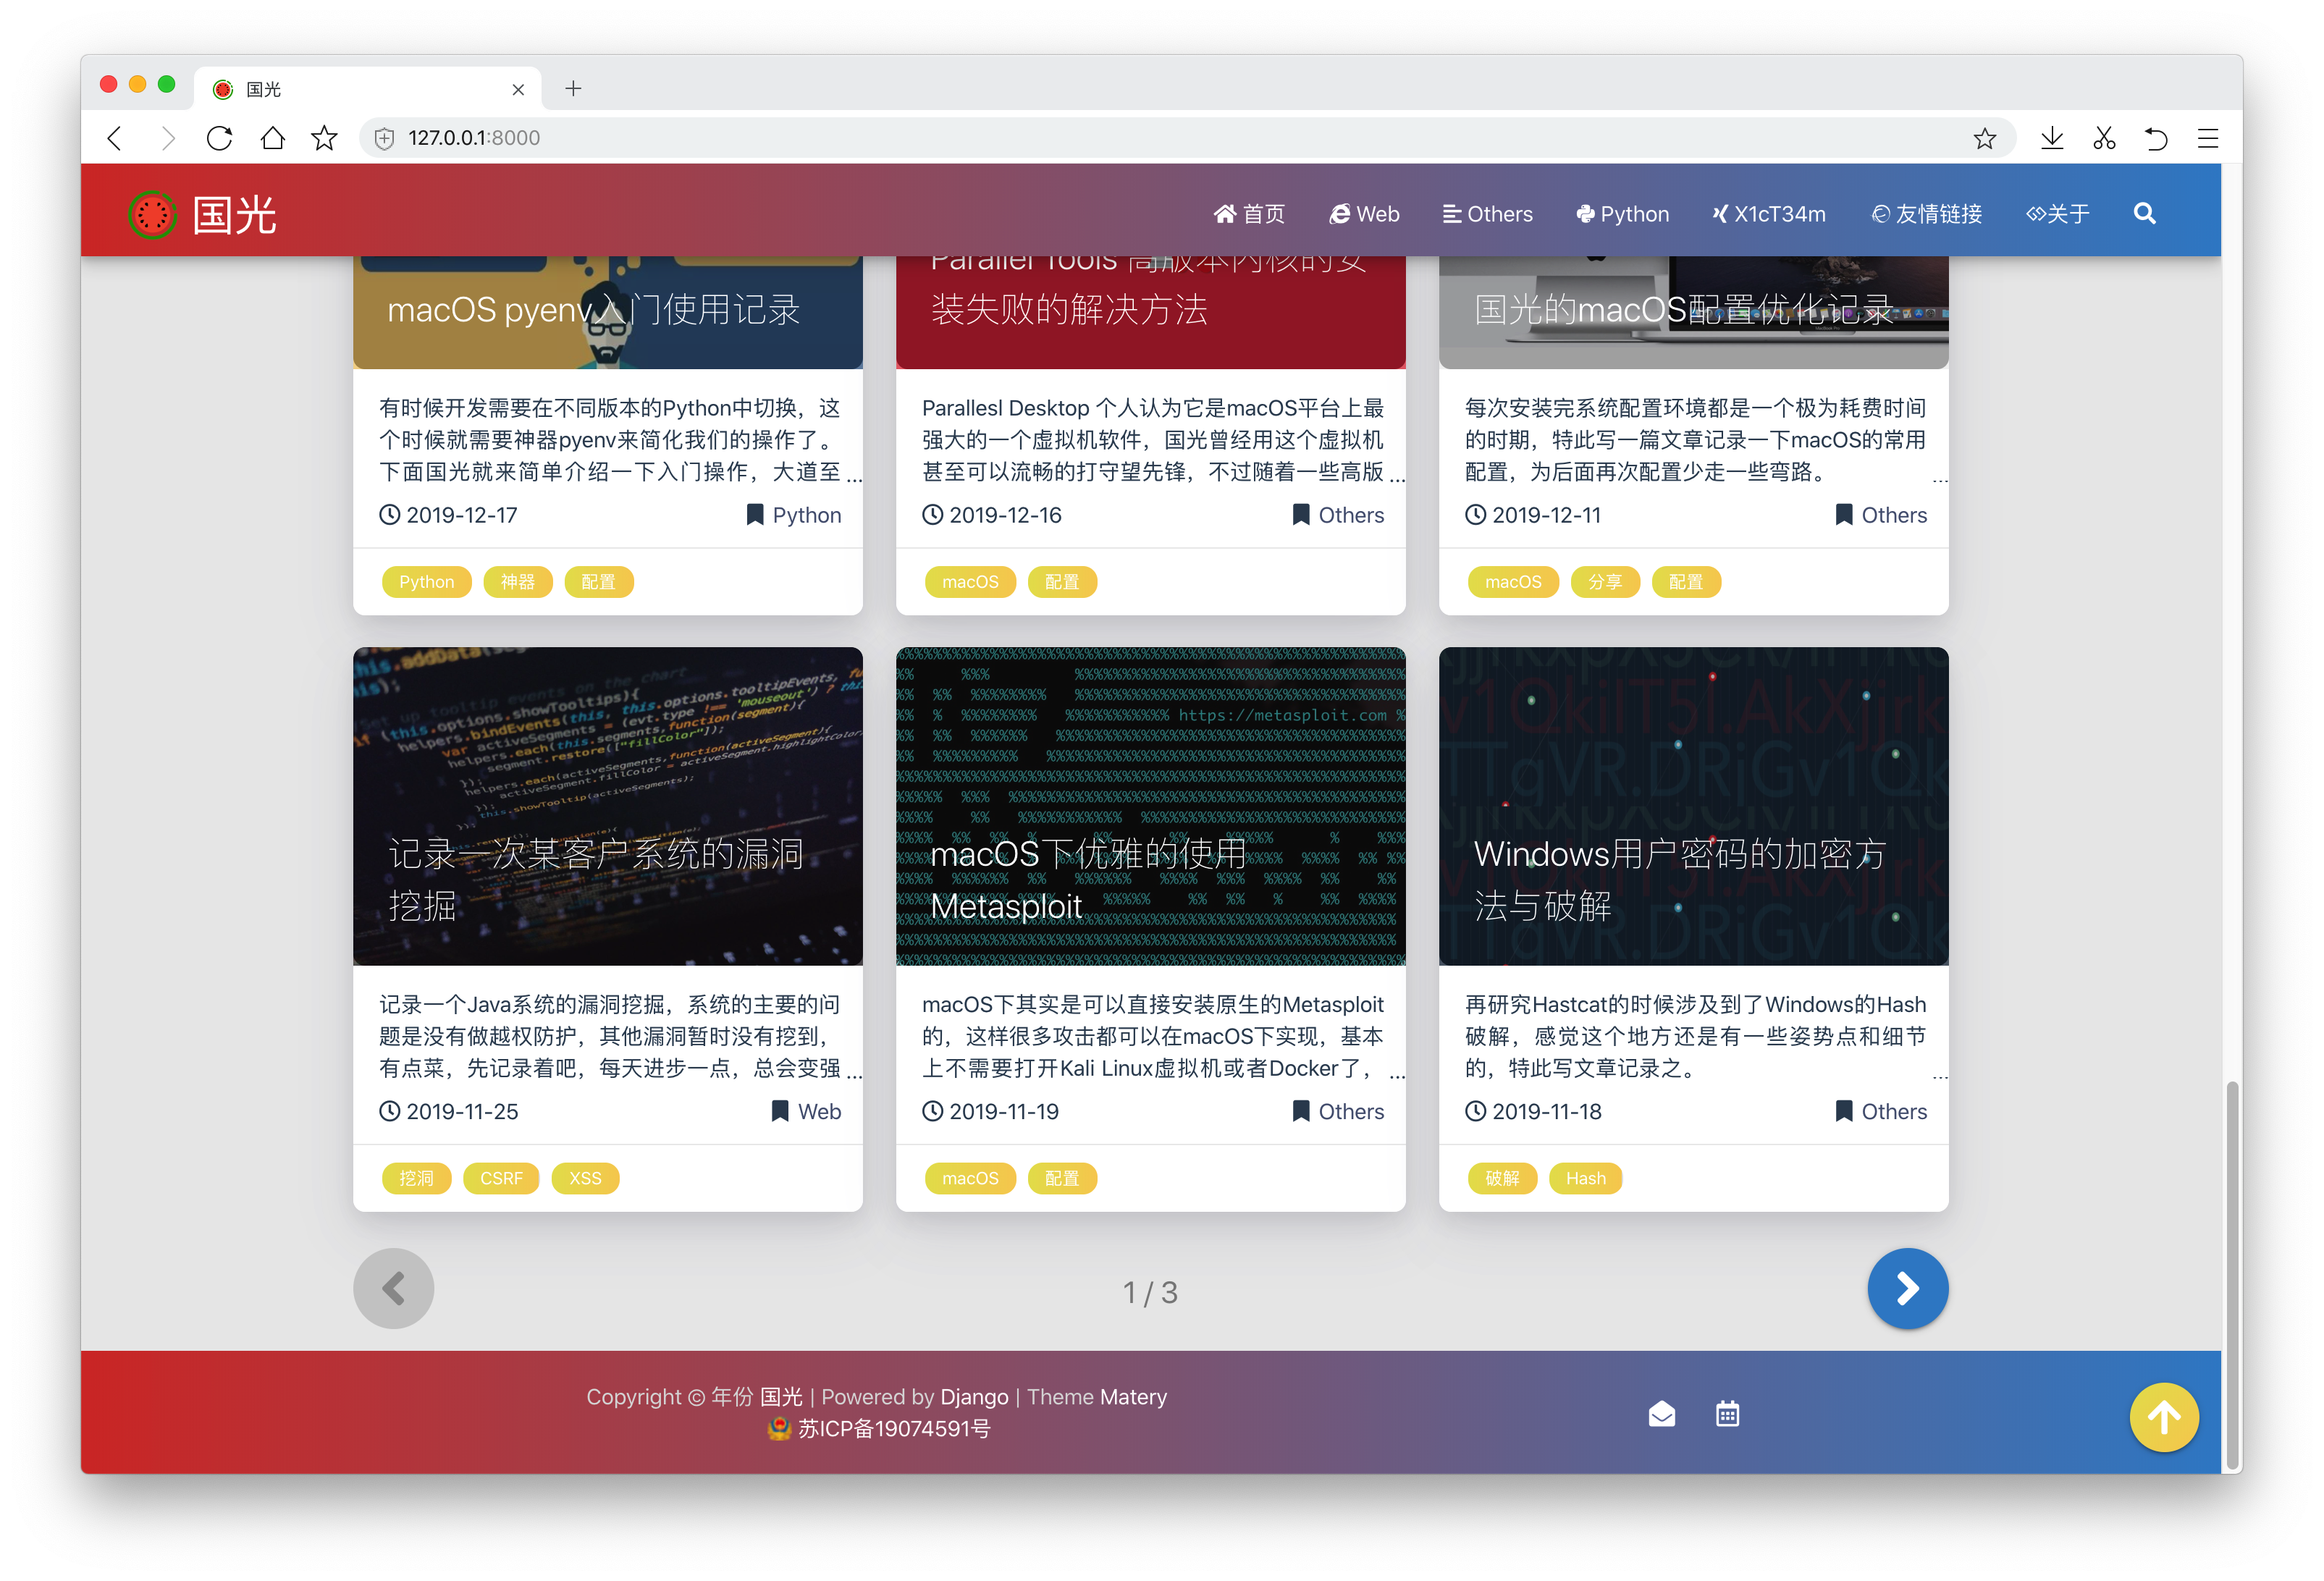 国光
127.0.0.1:8000
国光
首页 Web Others Python X1cT34m 友情链接 关于
macOS pyenv入门使用记录
Parallel Tools 高版本内核的安
装失败的解决方法
国光的macOS配置优化记录
有时候开发需要在不同版本的Python中切换，这
个时候就需要神器pyenv来简化我们的操作了。
下面国光就来简单介绍一下入门操作，大道至...
2019-12-17 Python
Python 神器 配置
Parallesl Desktop 个人认为它是macOS平台上最
强大的一个虚拟机软件，国光曾经用这个虚拟机
甚至可以流畅的打守望先锋，不过随着一些高版...
2019-12-16 Others
macOS 配置
每次安装完系统配置环境都是一个极为耗费时间
的时期，特此写一篇文章记录一下macOS的常用
配置，为后面再次配置少走一些弯路。 ...
2019-12-11 Others
macOS 分享 配置
https://metasploit.com
记录一次某客户系统的漏洞
挖掘
记录一个Java系统的漏洞挖掘，系统的主要的问
题是没有做越权防护，其他漏洞暂时没有挖到，
有点菜，先记录着吧，每天进步一点，总会变强...
2019-11-25 Web
挖洞 CSRF XSS
macOS下优雅的使用
Metasploit
macOS下其实是可以直接安装原生的Metasploit
的，这样很多攻击都可以在macOS下实现，基本
上不需要打开Kali Linux虚拟机或者Docker了，...
2019-11-19 Others
macOS 配置
Windows用户密码的加密方
法与破解
再研究Hastcat的时候涉及到了Windows的Hash
破解，感觉这个地方还是有一些姿势点和细节
的，特此写文章记录之。 ...
2019-11-18 Others
破解 Hash
1 / 3
Copyright © 年份 国光 | Powered by Django | Theme Matery
苏ICP备19074591号